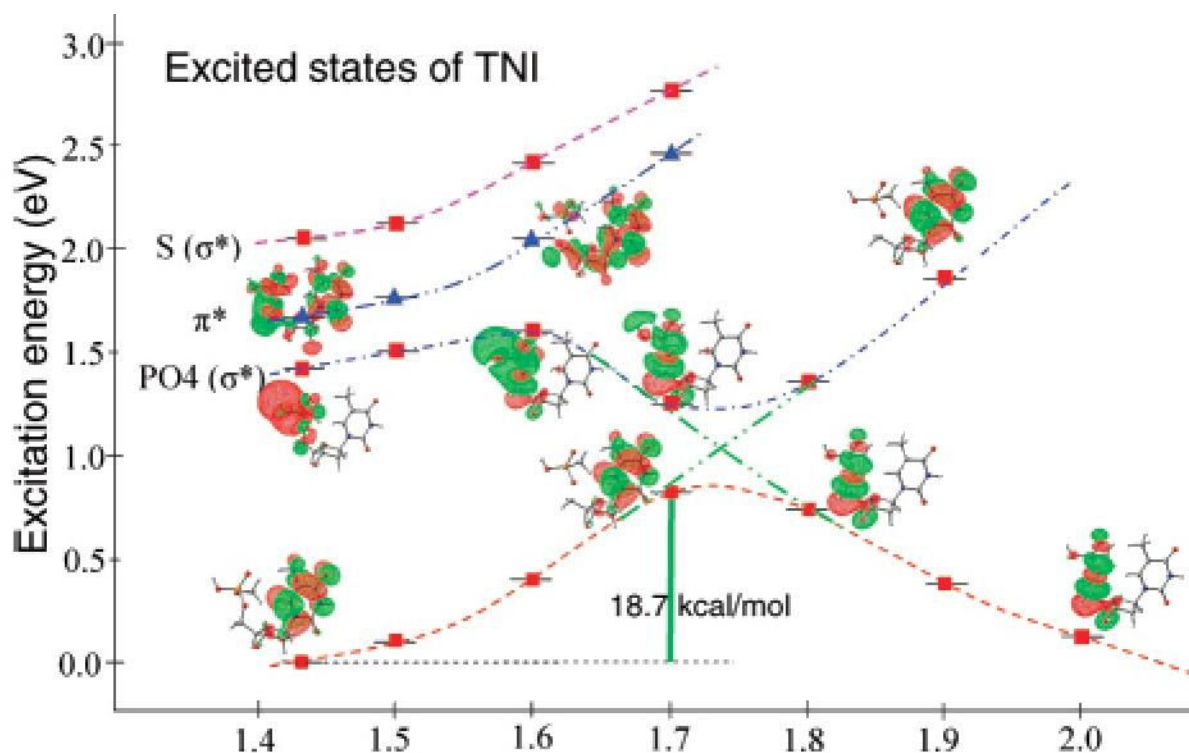 Excited states of TNI
Excitation energy (eV)
3.0
2.5
2.0
1.5
1.0
0.5
0.0
S (σ*)
π*
PO4 (σ*)
18.7 kcal/mol
1.4 1.5 1.6 1.7 1.8 1.9 2.0